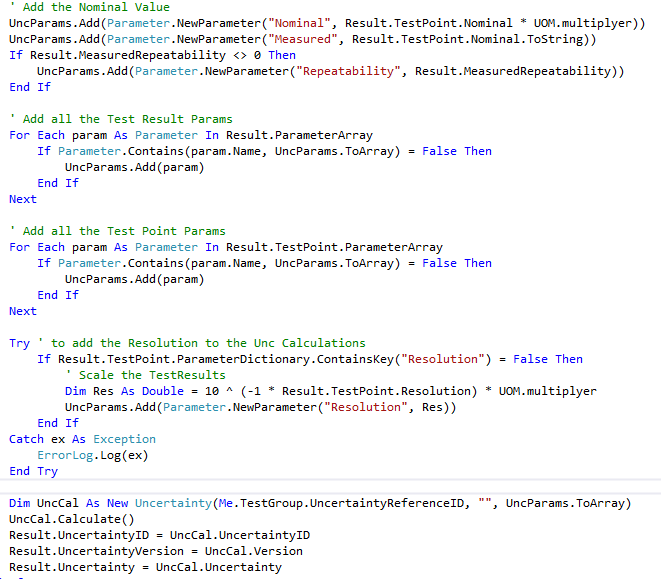 ' Add the Nominal Value
UncParams.Add(Parameter.NewParameter("Nominal", Result.TestPoint.Nominal * UOM.multiplyer))
UncParams.Add(Parameter.NewParameter("Measured", Result.TestPoint.Nominal.ToString))
If Result.MeasuredRepeatability <> 0 Then
    UncParams.Add(Parameter.NewParameter("Repeatability", Result.MeasuredRepeatability))
End If

' Add all the Test Result Params
For Each param As Parameter In Result.ParameterArray
    If Parameter.Contains(param.Name, UncParams.ToArray) = False Then
        UncParams.Add(param)
    End If
Next

' Add all the Test Point Params
For Each param As Parameter In Result.TestPoint.ParameterArray
    If Parameter.Contains(param.Name, UncParams.ToArray) = False Then
        UncParams.Add(param)
    End If
Next

Try ' to add the Resolution to the Unc Calculations
    If Result.TestPoint.ParameterDictionary.ContainsKey("Resolution") = False Then
        ' Scale the TestResults
        Dim Res As Double = 10 ^ (-1 * Result.TestPoint.Resolution) * UOM.multiplyer
        UncParams.Add(Parameter.NewParameter("Resolution", Res))
    End If
Catch ex As Exception
    ErrorLog.Log(ex)
End Try

Dim UncCal As New Uncertainty(Me.TestGroup.UncertaintyReferenceID, "", UncParams.ToArray)
UncCal.Calculate()
Result.UncertaintyID = UncCal.UncertaintyID
Result.UncertaintyVersion = UncCal.Version
Result.Uncertainty = UncCal.Uncertainty